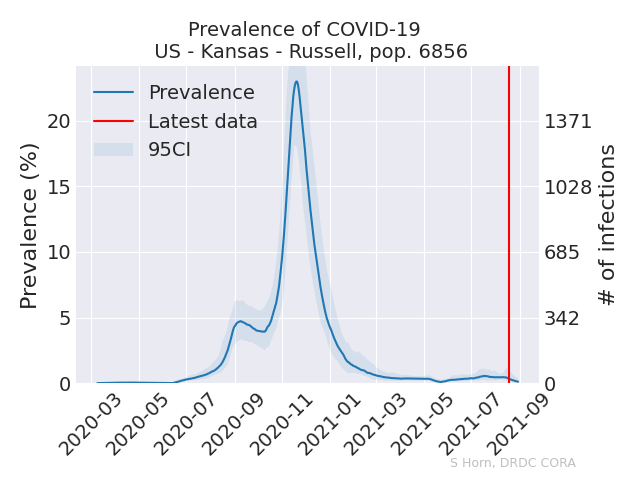 Prevalence of COVID-19
US - Kansas - Russell, pop. 6856
Prevalence
Latest data
95CI
Prevalence (%)
20
15
10
5
0
1371
1028
685
342
0
# of infections
2020-03
2020-05
2020-07
2020-09
2020-11
2021-01
2021-03
2021-05
2021-07
2021-09
S Horn, DRDC CORA